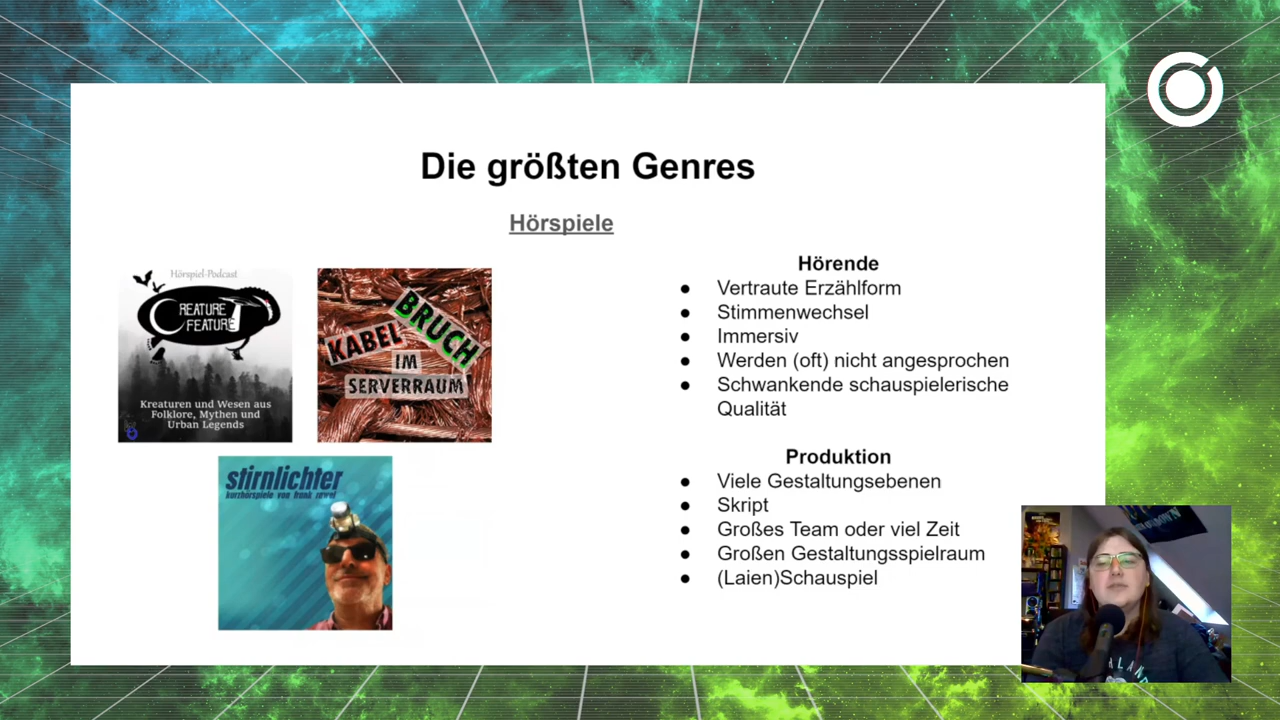 Die größten Genres
Hörspiele
Hörspiel-Podcast
CREATURE
FEATURE
Kreaturen und Wesen aus
Folklore, Mythen und
Urban Legends
KABEL
BRUCH
IM
SERVERRAUM
stirnlichter
kurzhörspiele von frank
Hörende
● Vertraute Erzählform
● Stimmenwechsel
● Immersiv
● Werden (oft) nicht angesprochen
● Schwankende schauspielerische
Qualität
Produktion
● Viele Gestaltungsebenen
● Skript
● Großes Team oder viel Zeit
● Großen Gestaltungsspielraum
● (Laien)Schauspiel